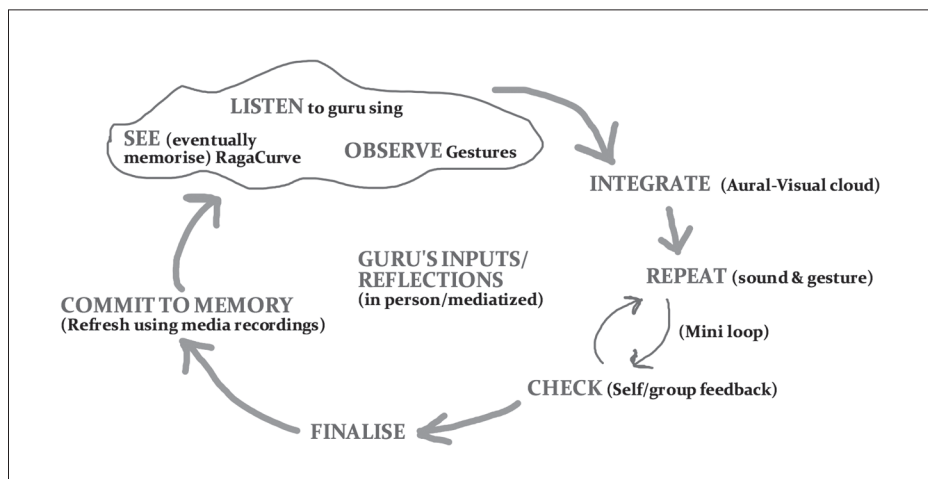 LISTEN to guru sing
SEE (eventually
memorise) RagaCurve
OBSERVE Gestures
INTEGRATE (Aural-Visual cloud)
REPEAT (sound & gesture)
(Mini loop)
CHECK (Self/group feedback)
FINALISE
COMMIT TO MEMORY
(Refresh using media recordings)
GURU'S INPUTS/
REFLECTIONS
(in person/mediatized)